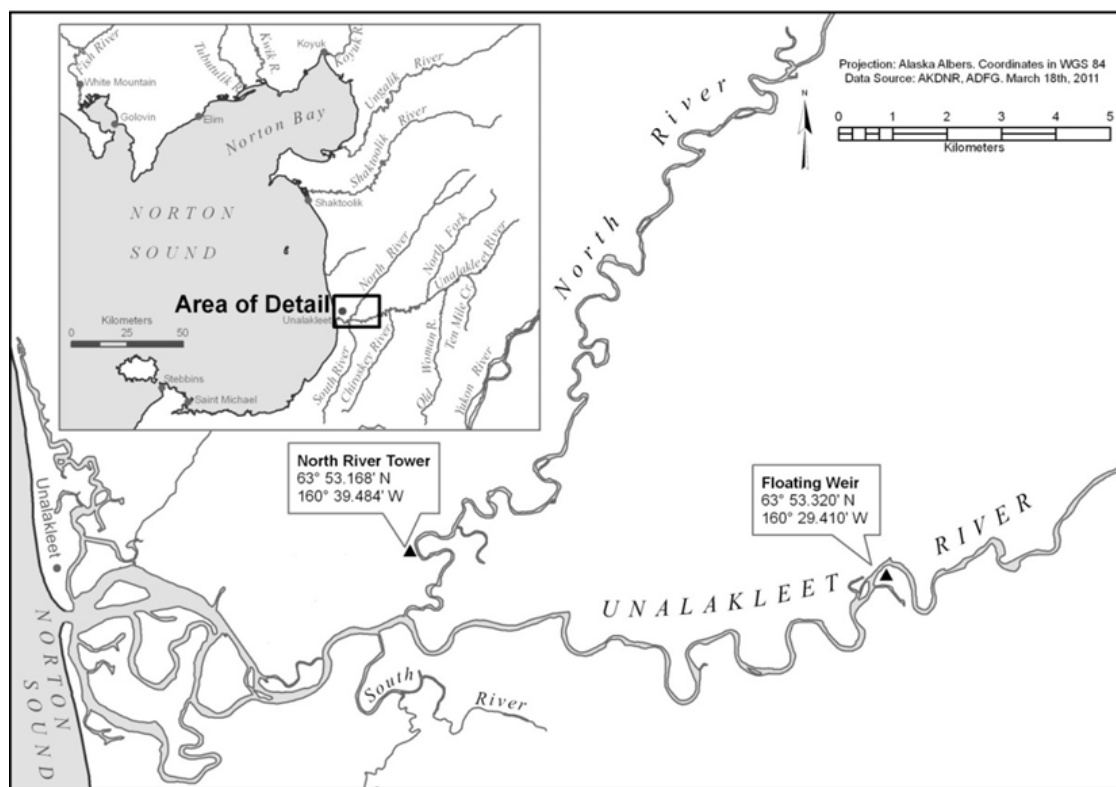 Fish River
White Mountain
Golovin
Tubutulik R.
Kwik R.
Koyuk
Koyuk R.
Elim
Norton Bay
Ungalik River
Shaktoolik River
Shaktoolik
NORTON
SOUND
North River
North Fork
Unalakleet River
Area of Detail
Unalakleet
Kilometers
0 25 50
South River
Chiroskey River
Old Woman R.
Ten Mile Cr.
Yukon River
Stebbins
Saint Michael
Projection: Alaska Albers. Coordinates in WGS 84
Data Source: AKDNR, ADFG. March 18th, 2011
N
0 1 2 3 4 5
Kilometers
North River
North River Tower
63° 53.168' N
160° 39.484' W
Floating Weir
63° 53.320' N
160° 29.410' W
Unalakleet
UNALAKLEET RIVER
NORTON
SOUND
South River